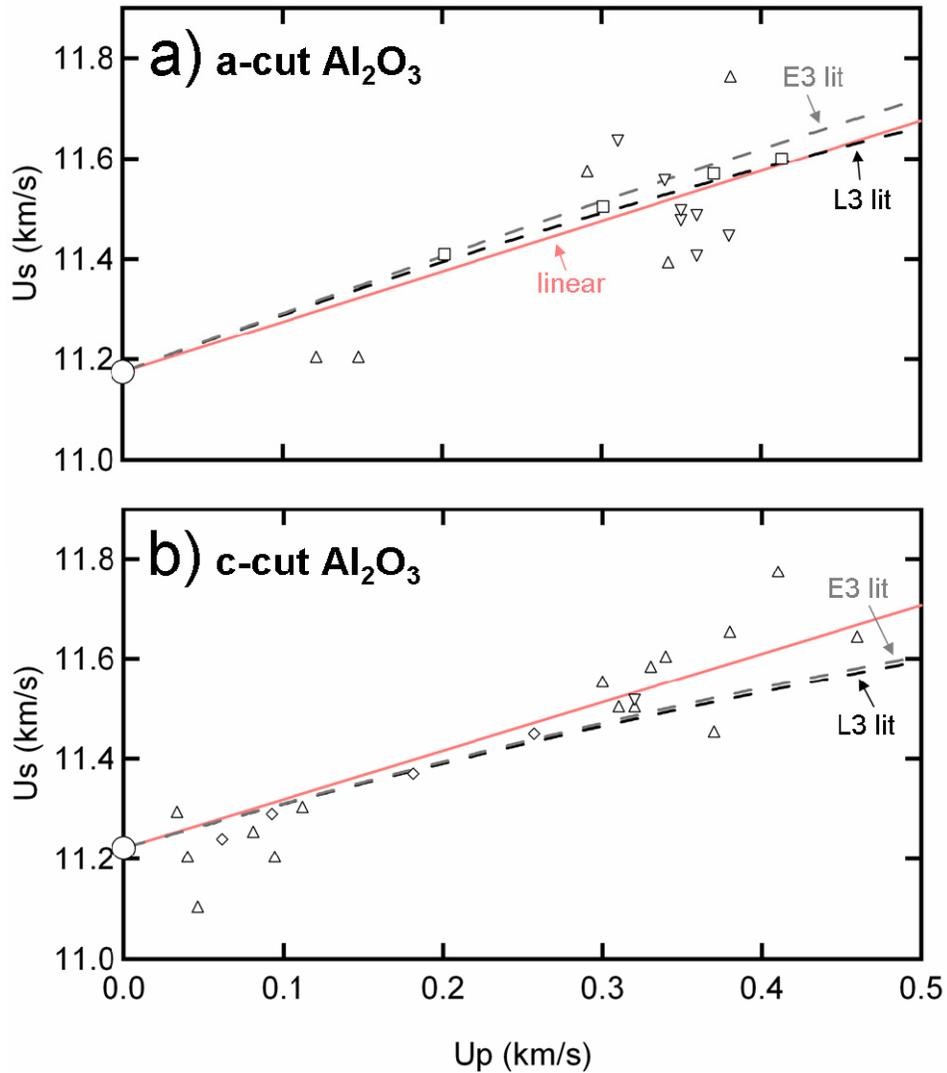 a) a-cut Al₂O₃
E3 lit
L3 lit
linear
11.8
11.6
11.4
11.2
11.0
Us (km/s)
b) c-cut Al₂O₃
E3 lit
L3 lit
11.8
11.6
11.4
11.2
11.0
Us (km/s)
0.0 0.1 0.2 0.3 0.4 0.5
Up (km/s)